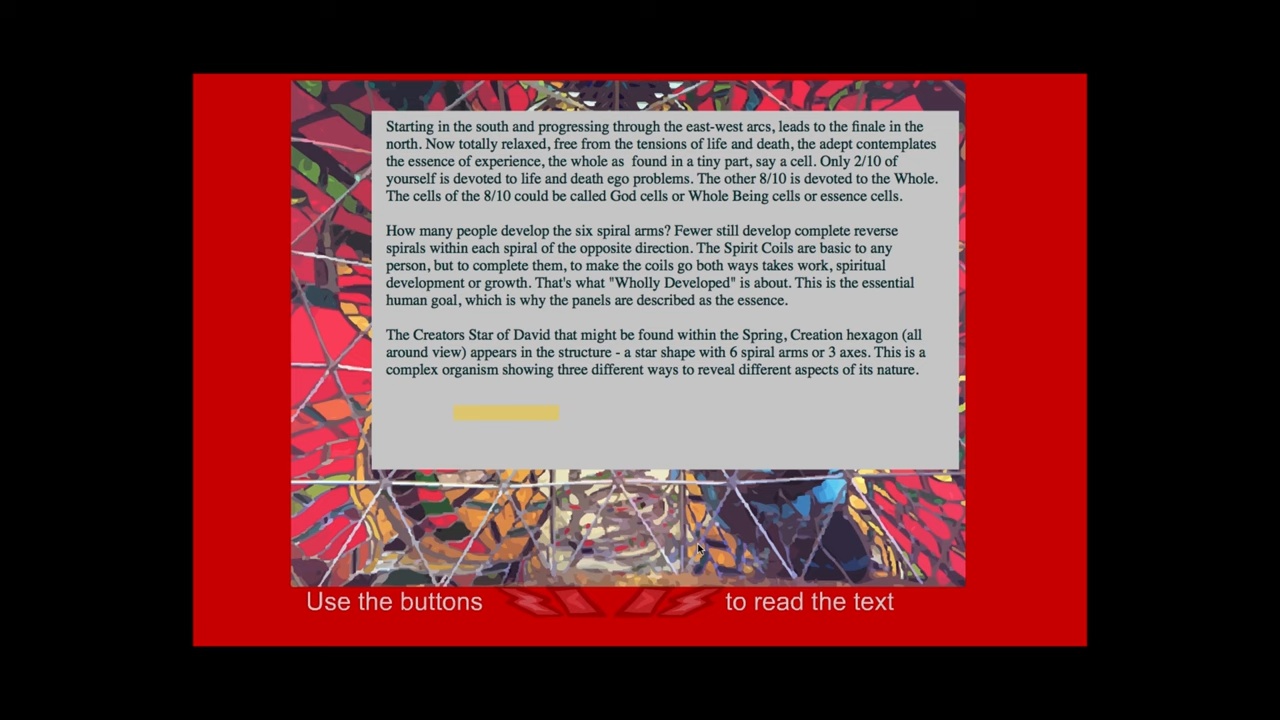 Starting in the south and progressing through the east-west arcs, leads to the finale in the
north. Now totally relaxed, free from the tensions of life and death, the adept contemplates
the essence of experience, the whole as  found in a tiny part, say a cell. Only 2/10 of
yourself is devoted to life and death ego problems. The other 8/10 is devoted to the Whole.
The cells of the 8/10 could be called God cells or Whole Being cells or essence cells.
How many people develop the six spiral arms? Fewer still develop complete reverse
spirals within each spiral of the opposite direction. The Spirit Coils are basic to any
person, but to complete them, to make the coils go both ways takes work, spiritual
development or growth. That's what "Wholly Developed" is about. This is the essential
human goal, which is why the panels are described as the essence.
The Creators Star of David that might be found within the Spring, Creation hexagon (all
around view) appears in the structure - a star shape with 6 spiral arms or 3 axes. This is a
complex organism showing three different ways to reveal different aspects of its nature.
Use the buttons to read the text